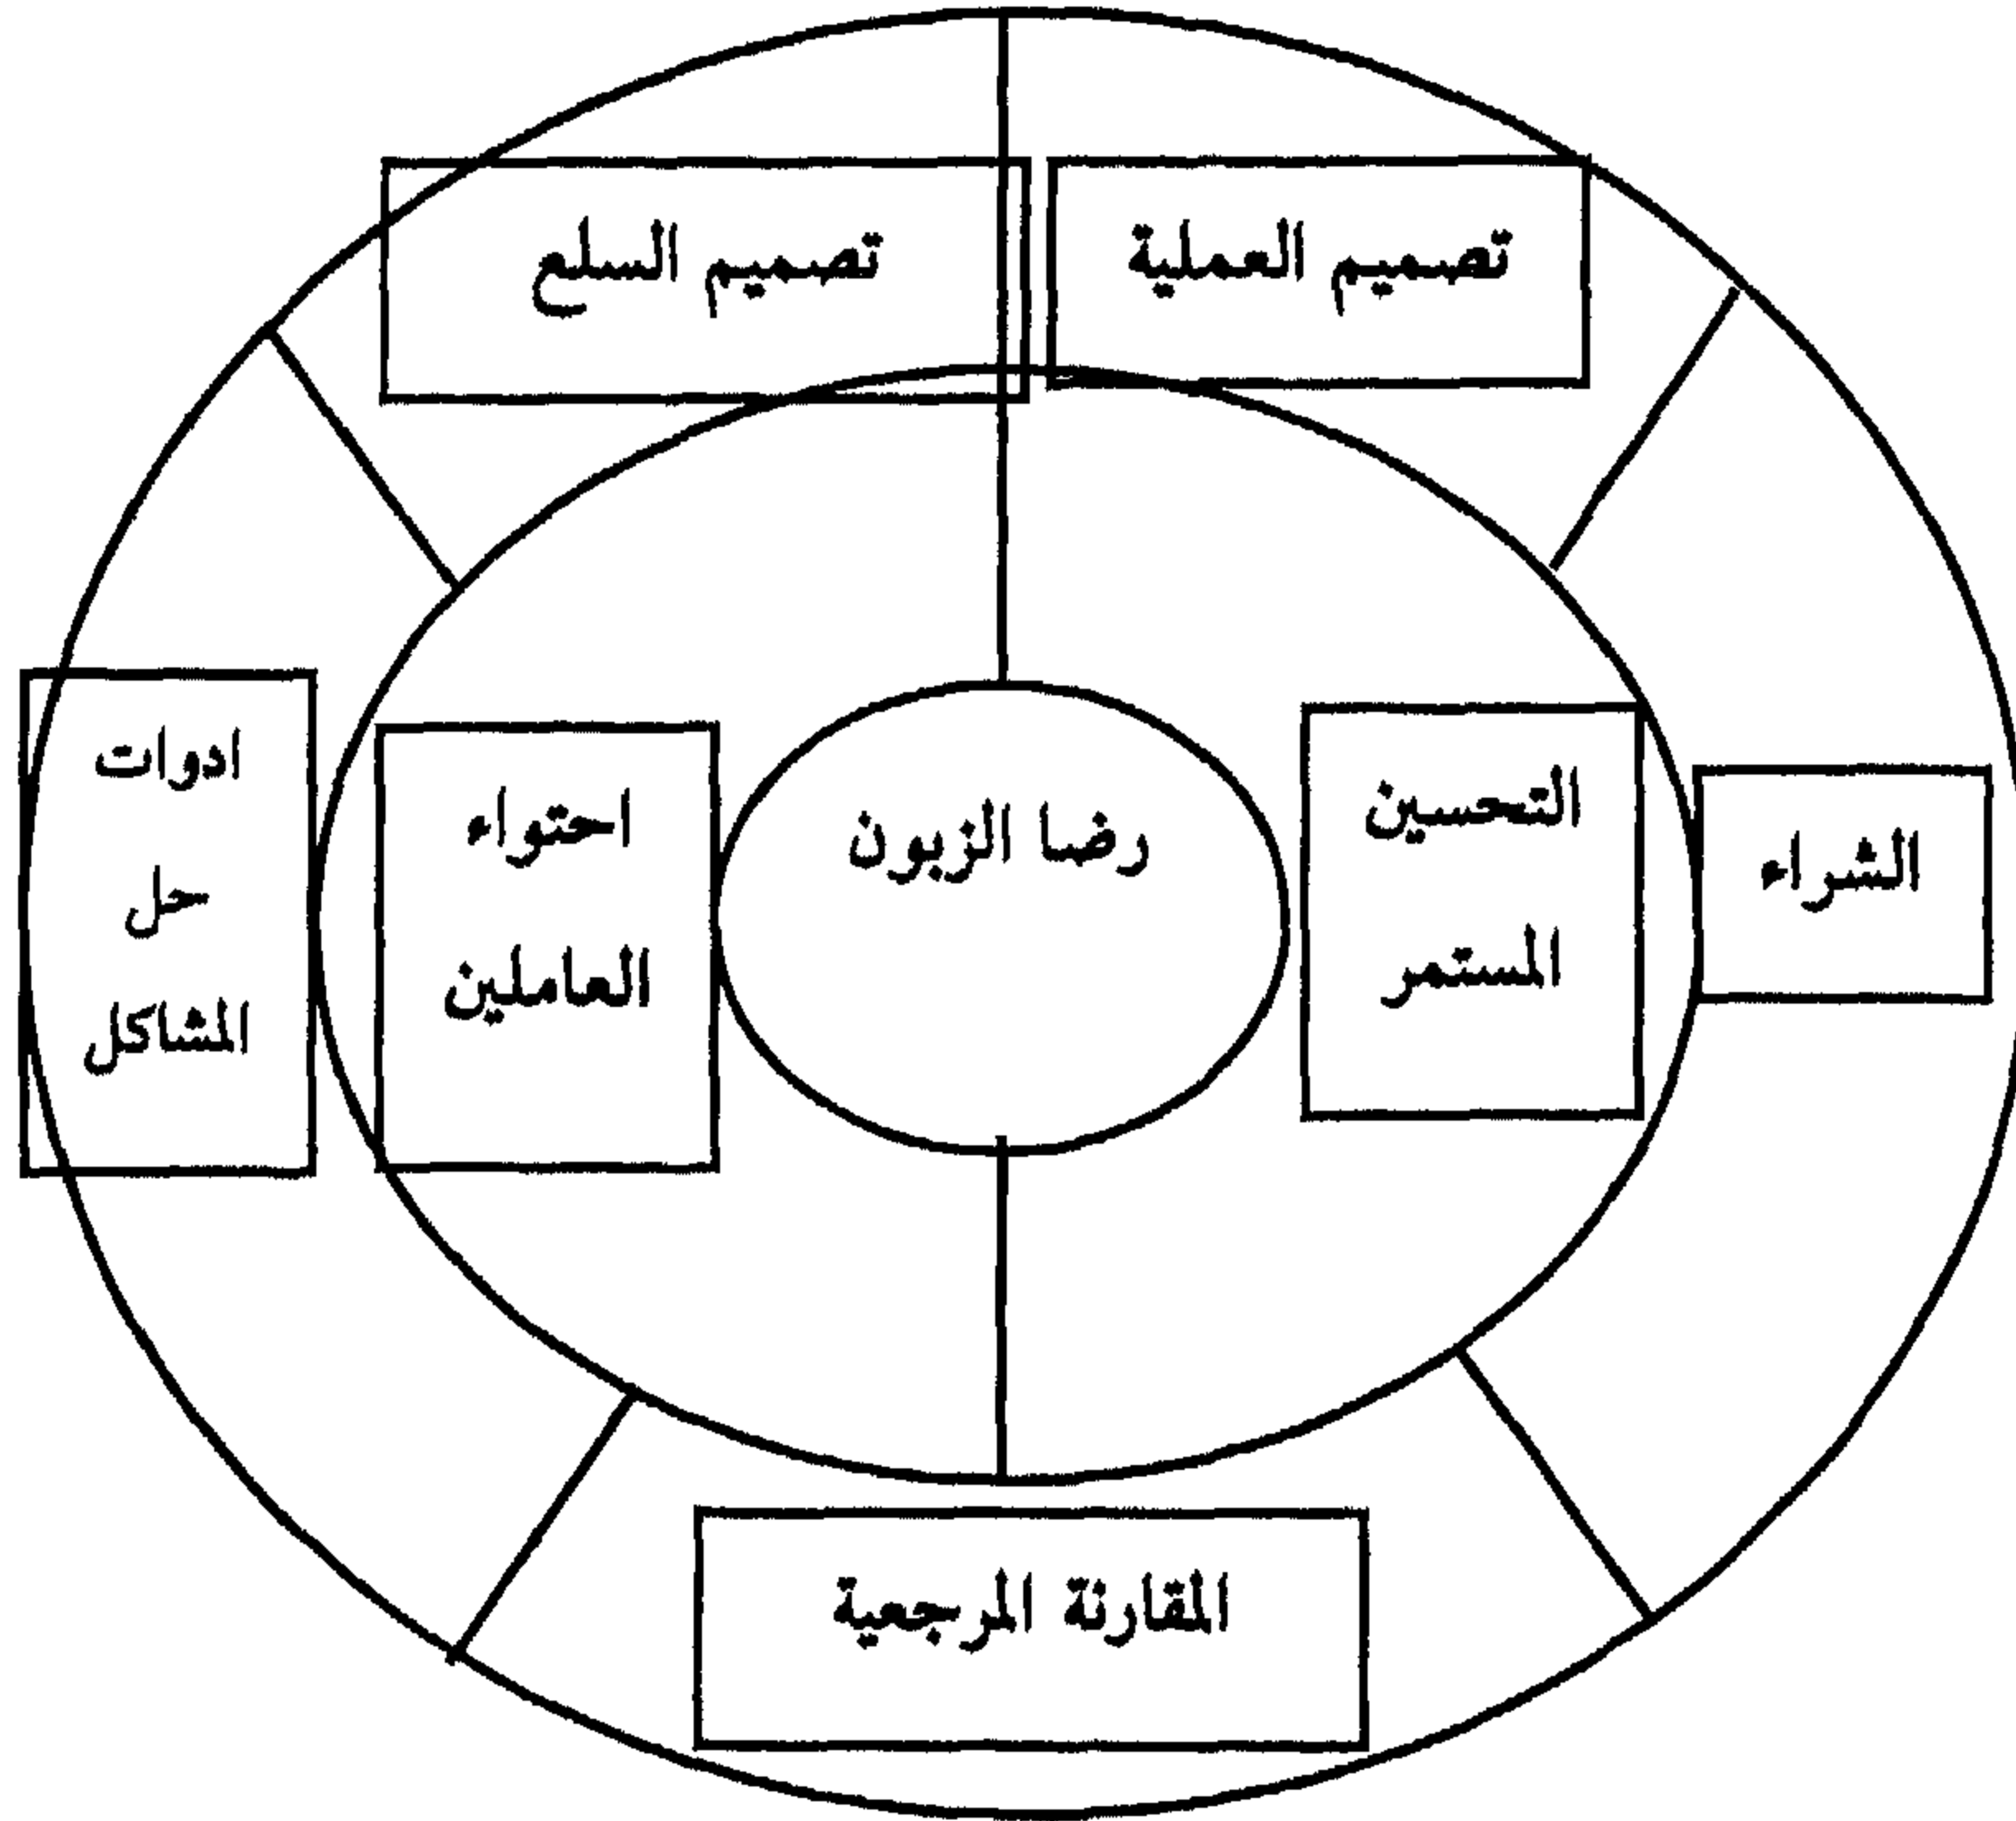 تصميم العملية
تصميم السلع
الشراء
التحسين
المستمر
رضا الزبون
احتواء
العاملين
ادوات
حل
المشاكل
المقارنة المرجعية